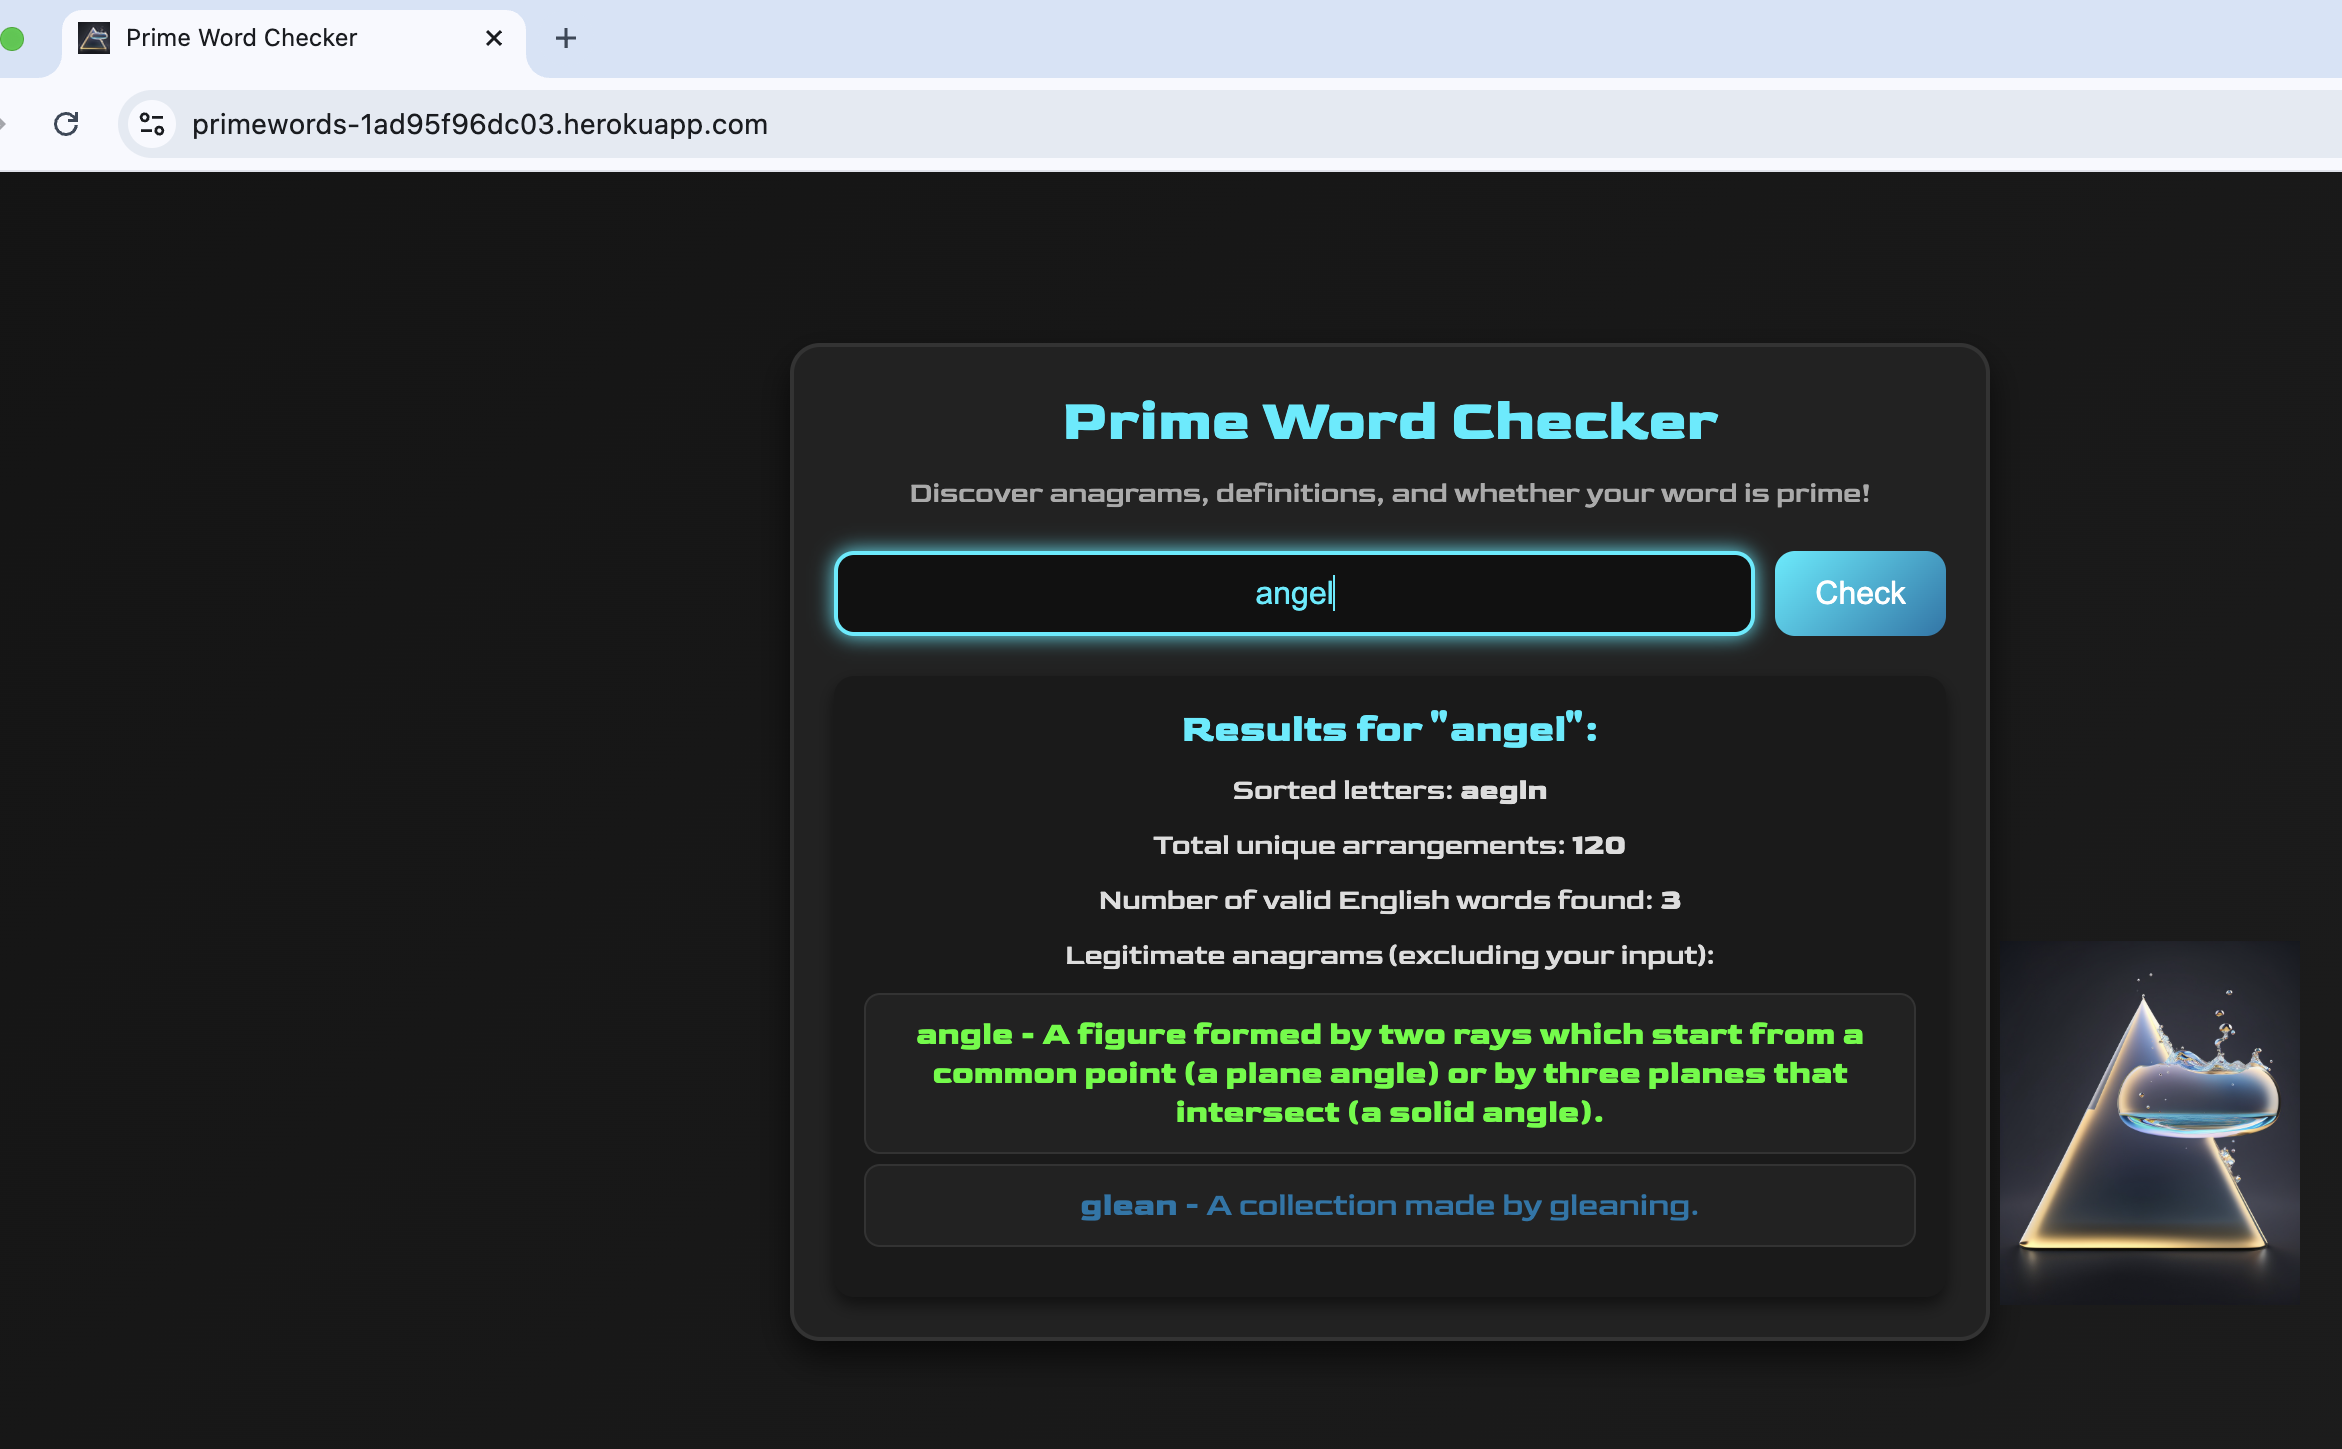 Prime Word Checker
primewords-1ad95f96dc03.herokuapp.com
Prime Word Checker
Discover anagrams, definitions, and whether your word is prime!
angel
Check
Results for "angel":
Sorted letters: aegln
Total unique arrangements: 120
Number of valid English words found: 3
Legitimate anagrams (excluding your input):
angle - A figure formed by two rays which start from a
common point (a plane angle) or by three planes that
intersect (a solid angle).
glean - A collection made by gleaning.